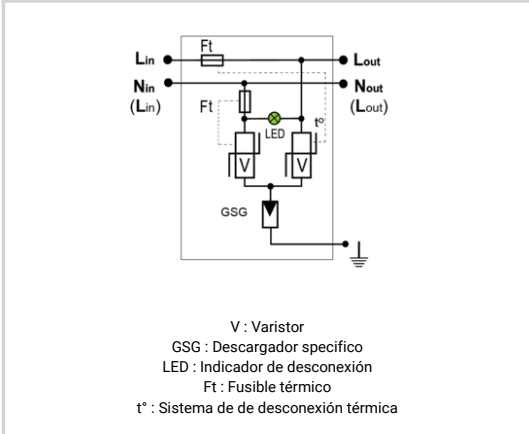 Ft
Lin Lout
Nin Nout
(Lin) Ft (Lout)
LED t°
V V
GSG
V : Varistor
GSG : Descargador specifico
LED : Indicador de desconexión
Ft : Fusible térmico
t° : Sistema de de desconexión térmica